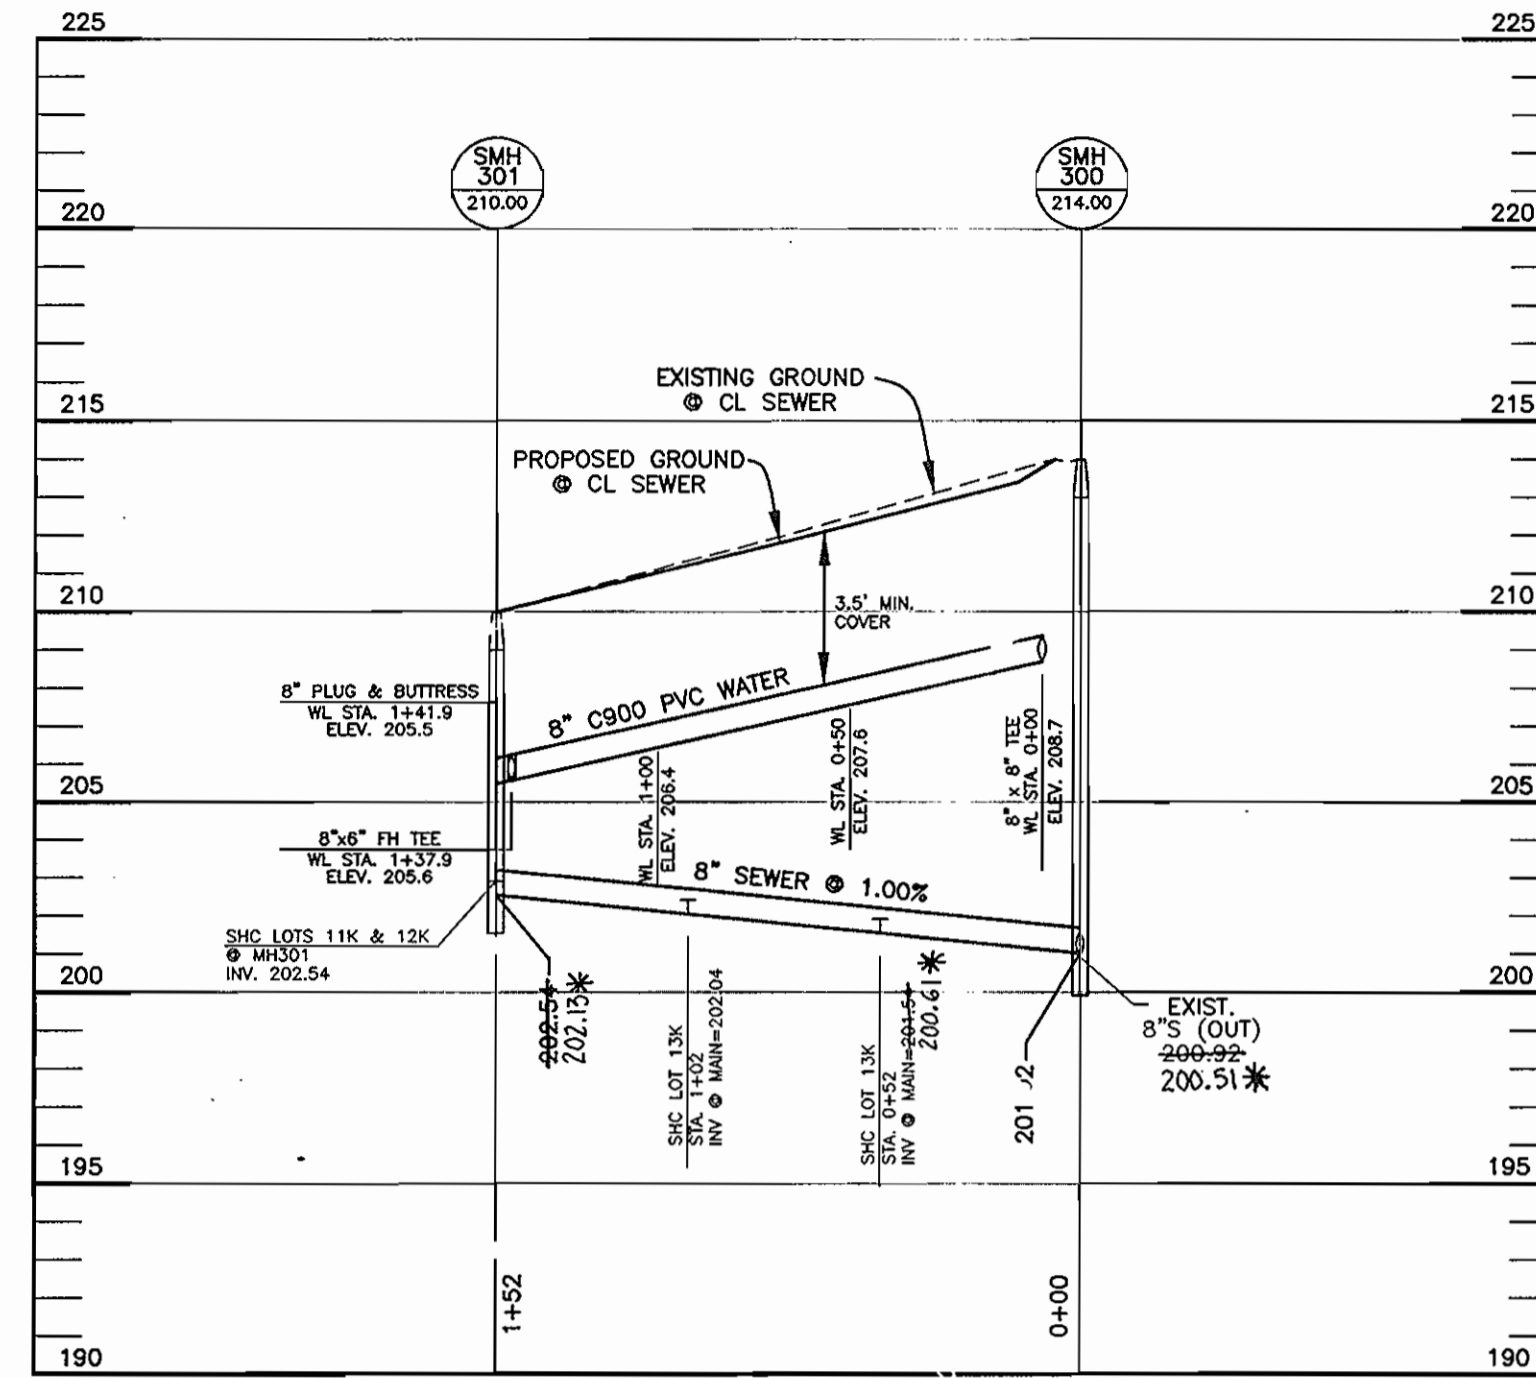 225
225
SMH
301
210.00
SMH
300
214.00
220
220
EXISTING GROUND
@ CL SEWER
215
215
PROPOSED GROUND
@ CL SEWER
210
210
3.5' MIN.
COVER
8" C900 PVC WATER
8" PLUG & BUTTRESS
WL STA. 1+41.9
ELEV. 205.5
WL STA. 1+00
ELEV. 206.4
WL STA. 0+50
ELEV. 207.6
8" x 8" TEE
WL STA. 0+00
ELEV. 208.7
205
205
8"x6" FH TEE
WL STA. 1+37.9
ELEV. 205.6
8" SEWER @ 1.00%
SHC LOTS 11K & 12K
@ MH301
INV. 202.54
200
200
202.54
202.13*
SHC LOT 13K
STA. 1+02
INV @ MAIN=202.04
SHC LOT 13K
STA. 0+52
INV @ MAIN=201.54
200.61*
201
EXIST.
8"S (OUT)
200.92
200.51*
195
195
1+52
0+00
190
190